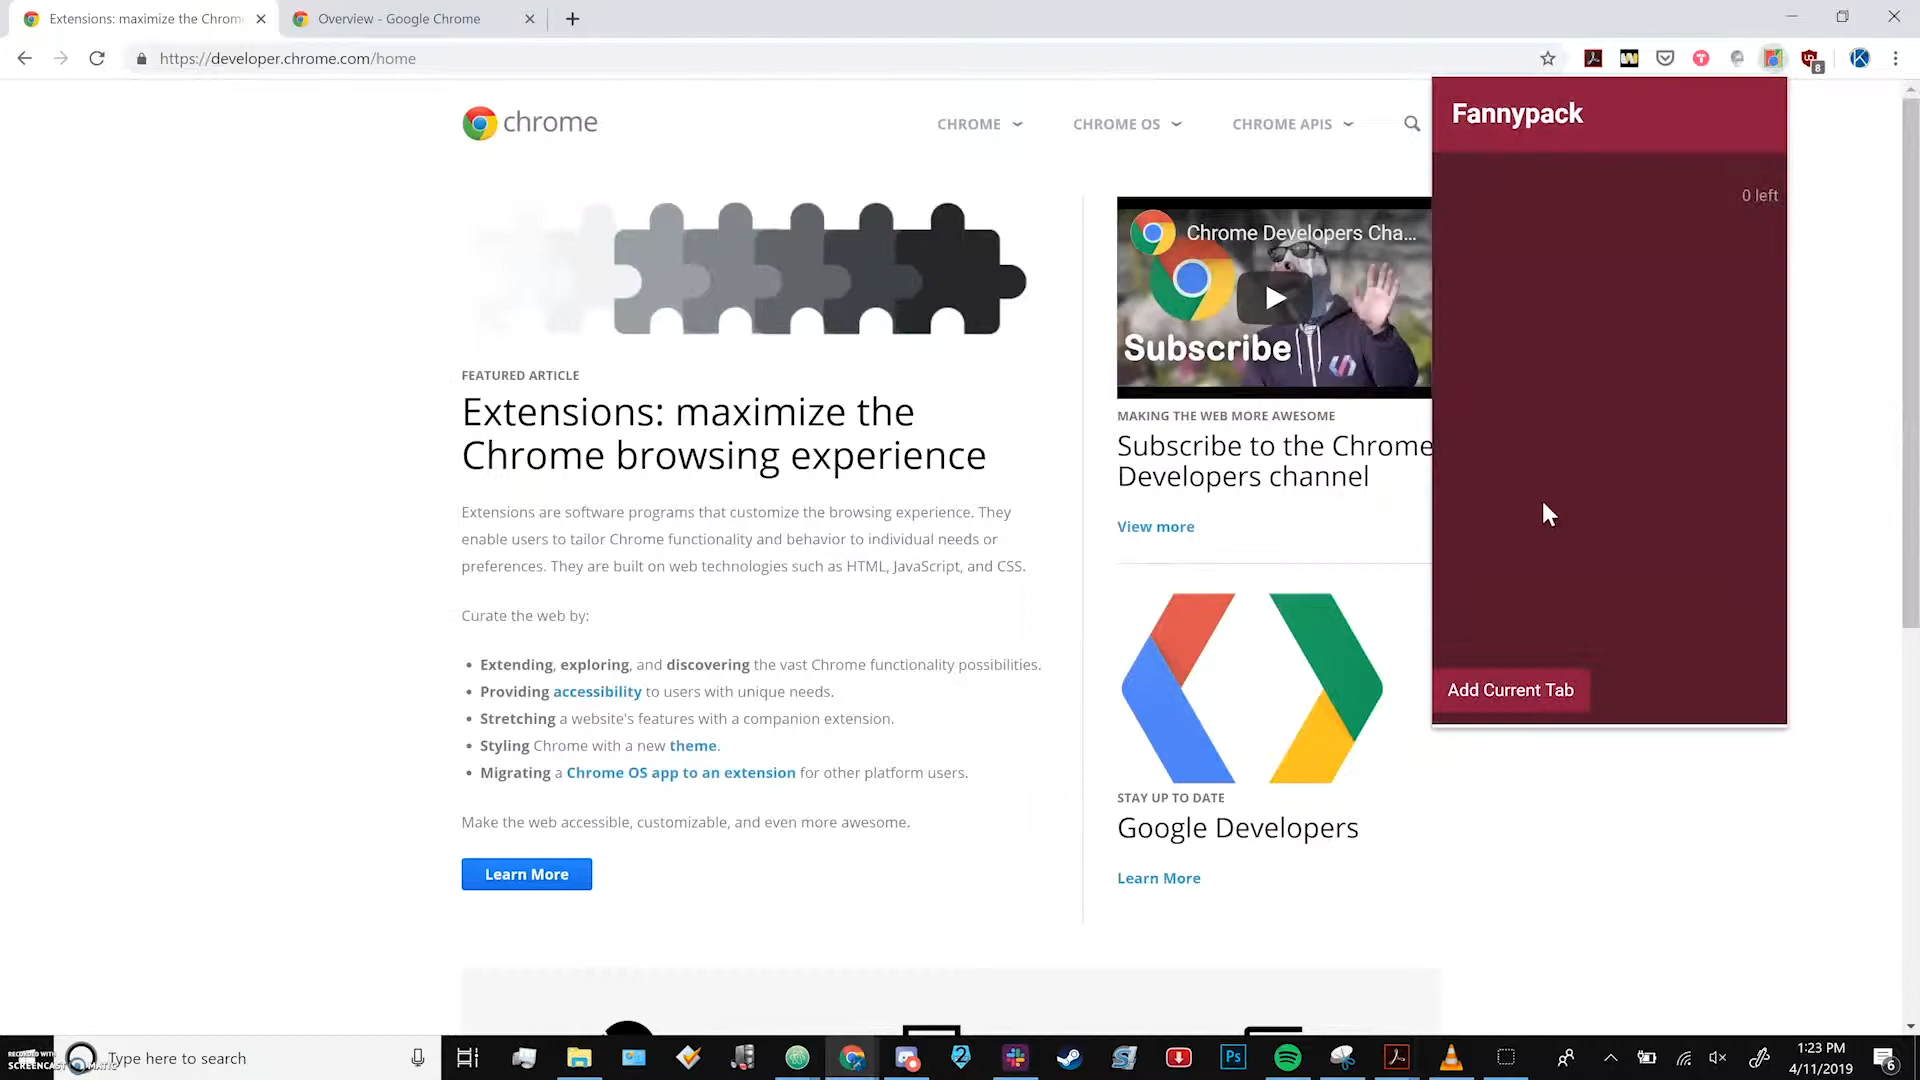 Extensions: maximize the Chrom
Overview - Google Chrome
https://developer.chrome.com/home
8
chrome
CHROME
CHROME OS
CHROME APIS
Fannypack
0 left
Chrome Developers Cha...
Subscribe
FEATURED ARTICLE
Extensions: maximize the
Chrome browsing experience
MAKING THE WEB MORE AWESOME
Subscribe to the Chrome
Developers channel
View more
Extensions are software programs that customize the browsing experience. They
enable users to tailor Chrome functionality and behavior to individual needs or
preferences. They are built on web technologies such as HTML, JavaScript, and CSS.
Curate the web by:
Extending, exploring, and discovering the vast Chrome functionality possibilities.
Providing accessibility to users with unique needs.
Stretching a website's features with a companion extension.
Styling Chrome with a new theme.
Migrating a Chrome OS app to an extension for other platform users.
Add Current Tab
Make the web accessible, customizable, and even more awesome.
Learn More
STAY UP TO DATE
Google Developers
Learn More
RECORDED WITH
SCREENCAST MATIC
Type here to search
Ps
1:23 PM
4/11/2019
6